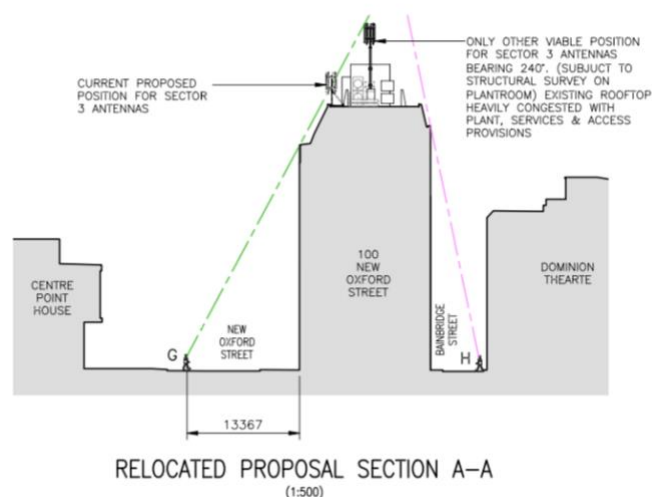 ONLY OTHER VIABLE POSITION
FOR SECTOR 3 ANTENNAS
BEARING 240°. (SUBJUCT TO
STRUCTURAL SURVEY ON
PLANTROOM) EXISTING ROOFTOP
HEAVILY CONGESTED WITH
PLANT, SERVICES & ACCESS
PROVISIONS
CURRENT PROPOSED
POSITION FOR SECTOR
3 ANTENNAS
CENTRE
POINT
HOUSE
100
NEW
OXFORD
STREET
DOMINION
THEARTE
G
NEW
OXFORD
STREET
BAINBRIDGE
STREET
H
13367
RELOCATED PROPOSAL SECTION A-A
(1:500)